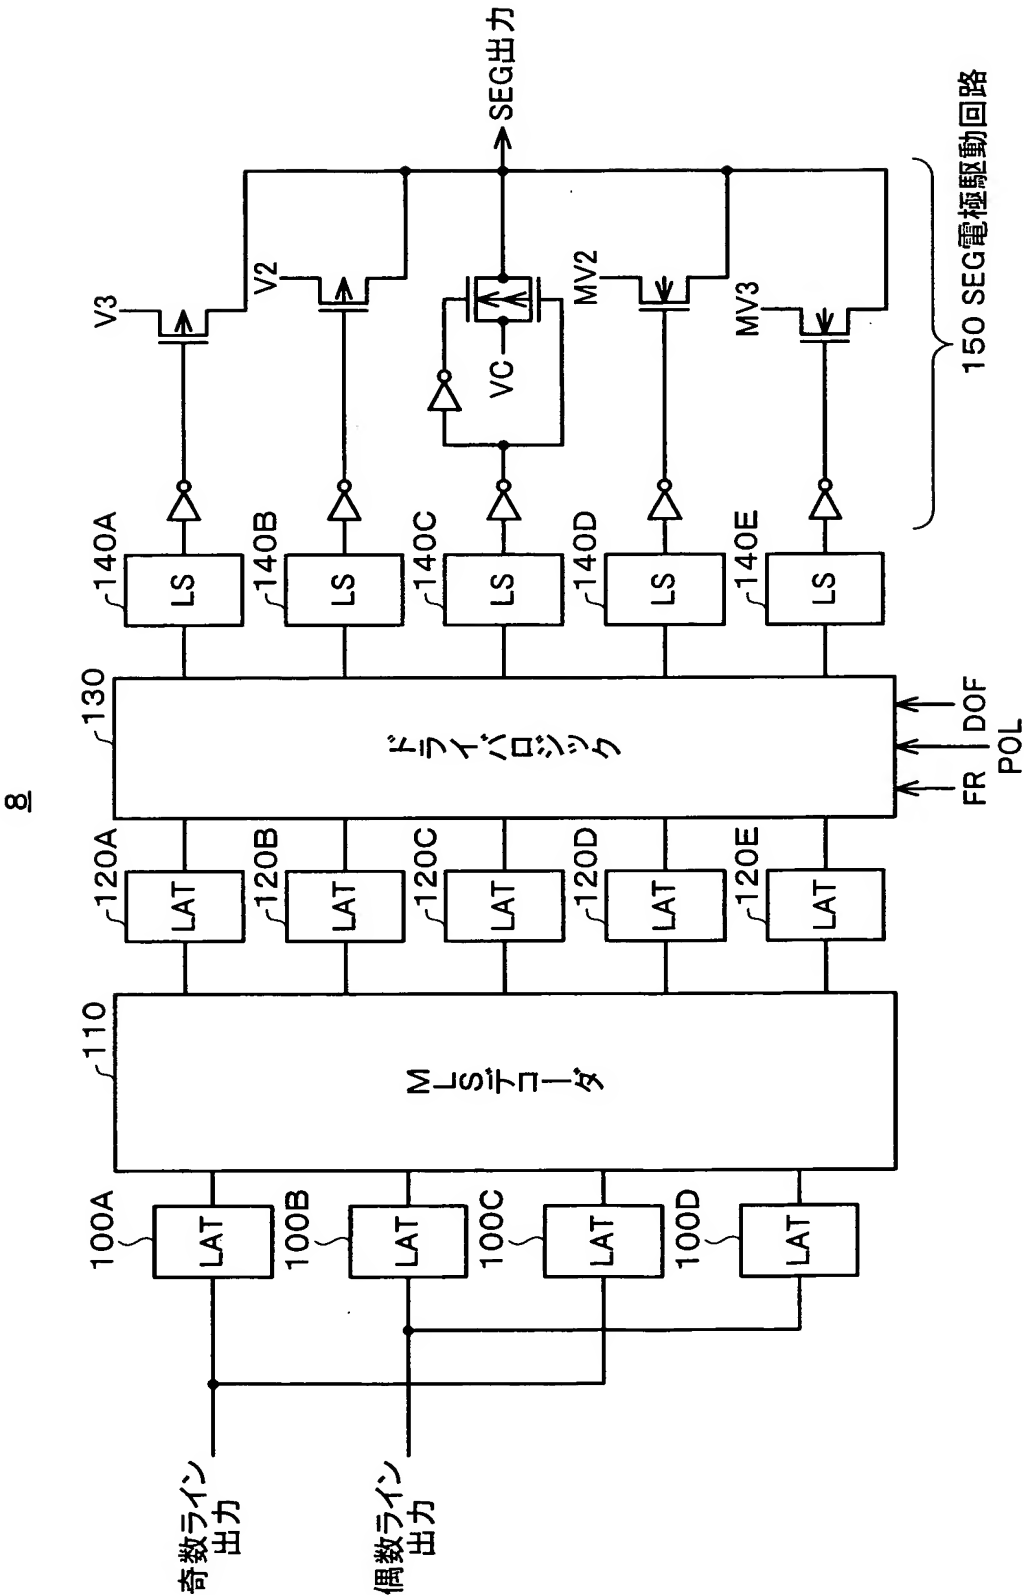 8
奇数ライン
出力
偶数ライン
出力
100A
LAT
100B
LAT
100C
LAT
100D
LAT
110
MLSデコーダ
120A
LAT
120B
LAT
120C
LAT
120D
LAT
120E
LAT
130
ドライバロジック
FR
POL
DOF
140A
LS
140B
LS
140C
LS
140D
LS
140E
LS
V3
V2
VC
MV2
MV3
SEG出力
150 SEG電極駆動回路